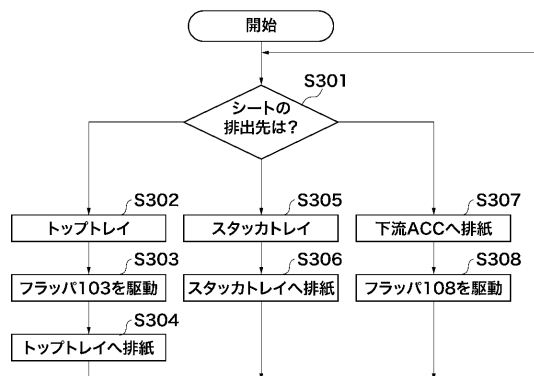 開始
S301
シートの
排出先は？
S302
トップトレイ
S303
フラッパ103を駆動
S304
トップトレイへ排紙
S305
スタッカトレイ
S306
スタッカトレイへ排紙
S307
下流ACCへ排紙
S308
フラッパ108を駆動